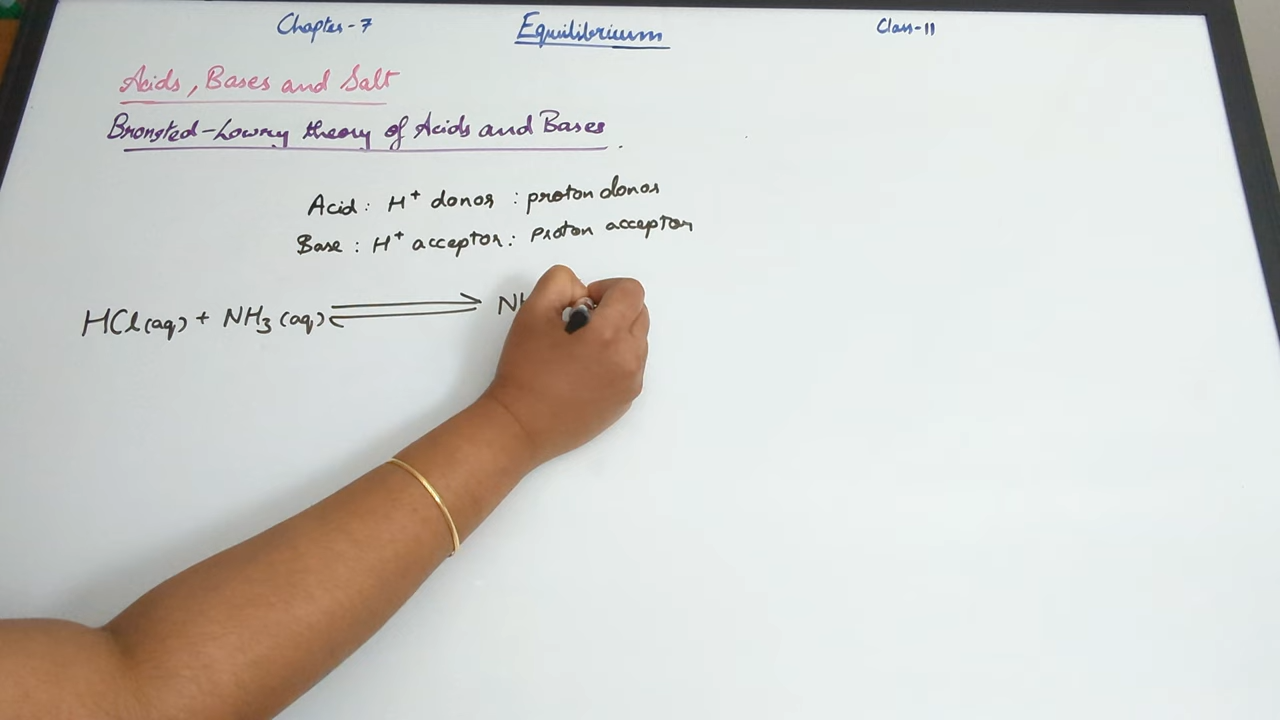 Chapter-7 Equilibrium Class-11
Acids, Bases and Salt
Bronsted-Lowry theory of Acids and Bases.
Acid : H⁺ donor : proton donor
Base : H⁺ acceptor : Proton acceptor
HCl(aq) + NH₃(aq) ⇌ NH